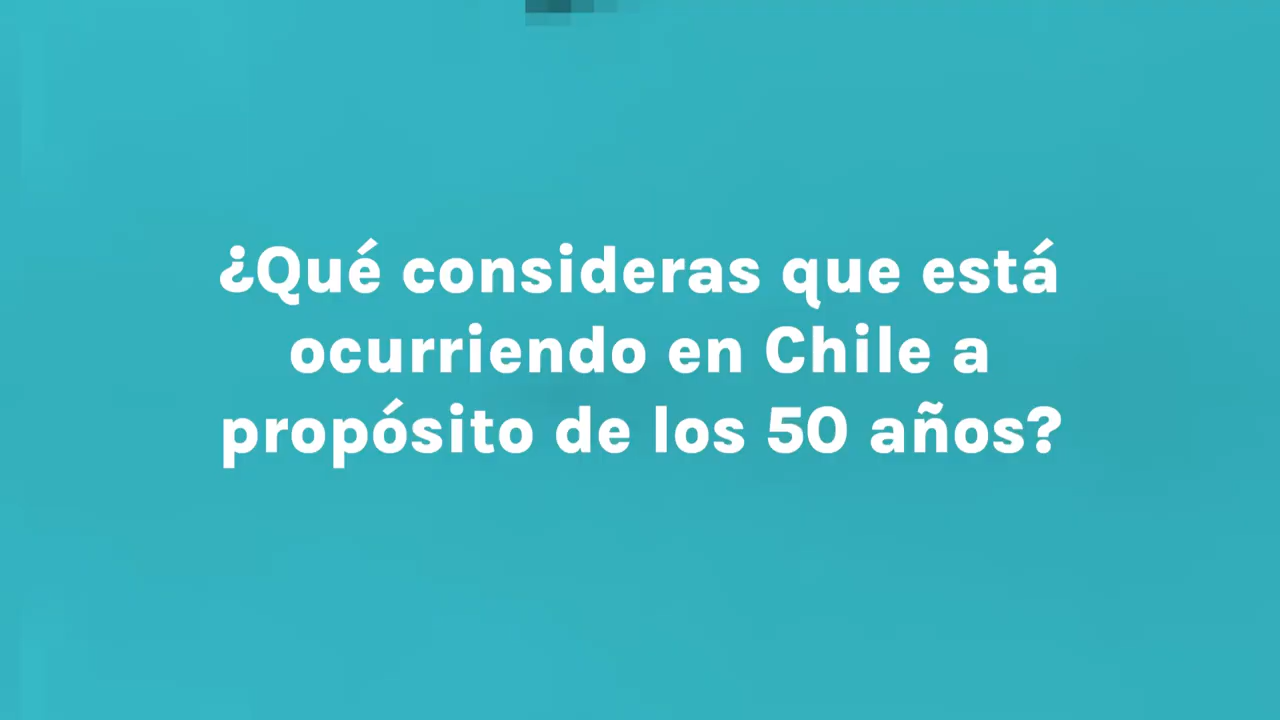 ¿Qué consideras que está
ocurriendo en Chile a
propósito de los 50 años?